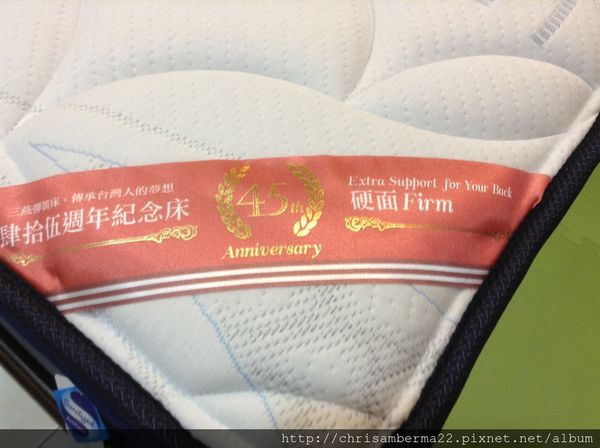 三燕彈簧床‧傳承台灣人的夢想
肆拾伍週年紀念床
45th
Anniversary
Extra Support for Your Back
硬面 Firm
http://chrisamberma22.pixnet.net/album